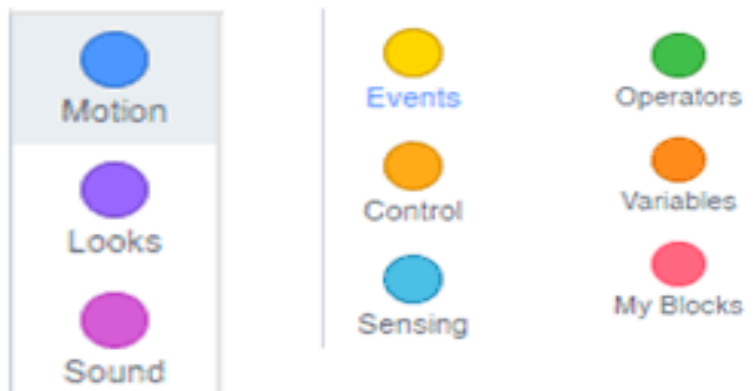 Motion
Looks
Sound
Events
Control
Sensing
Operators
Variables
My Blocks